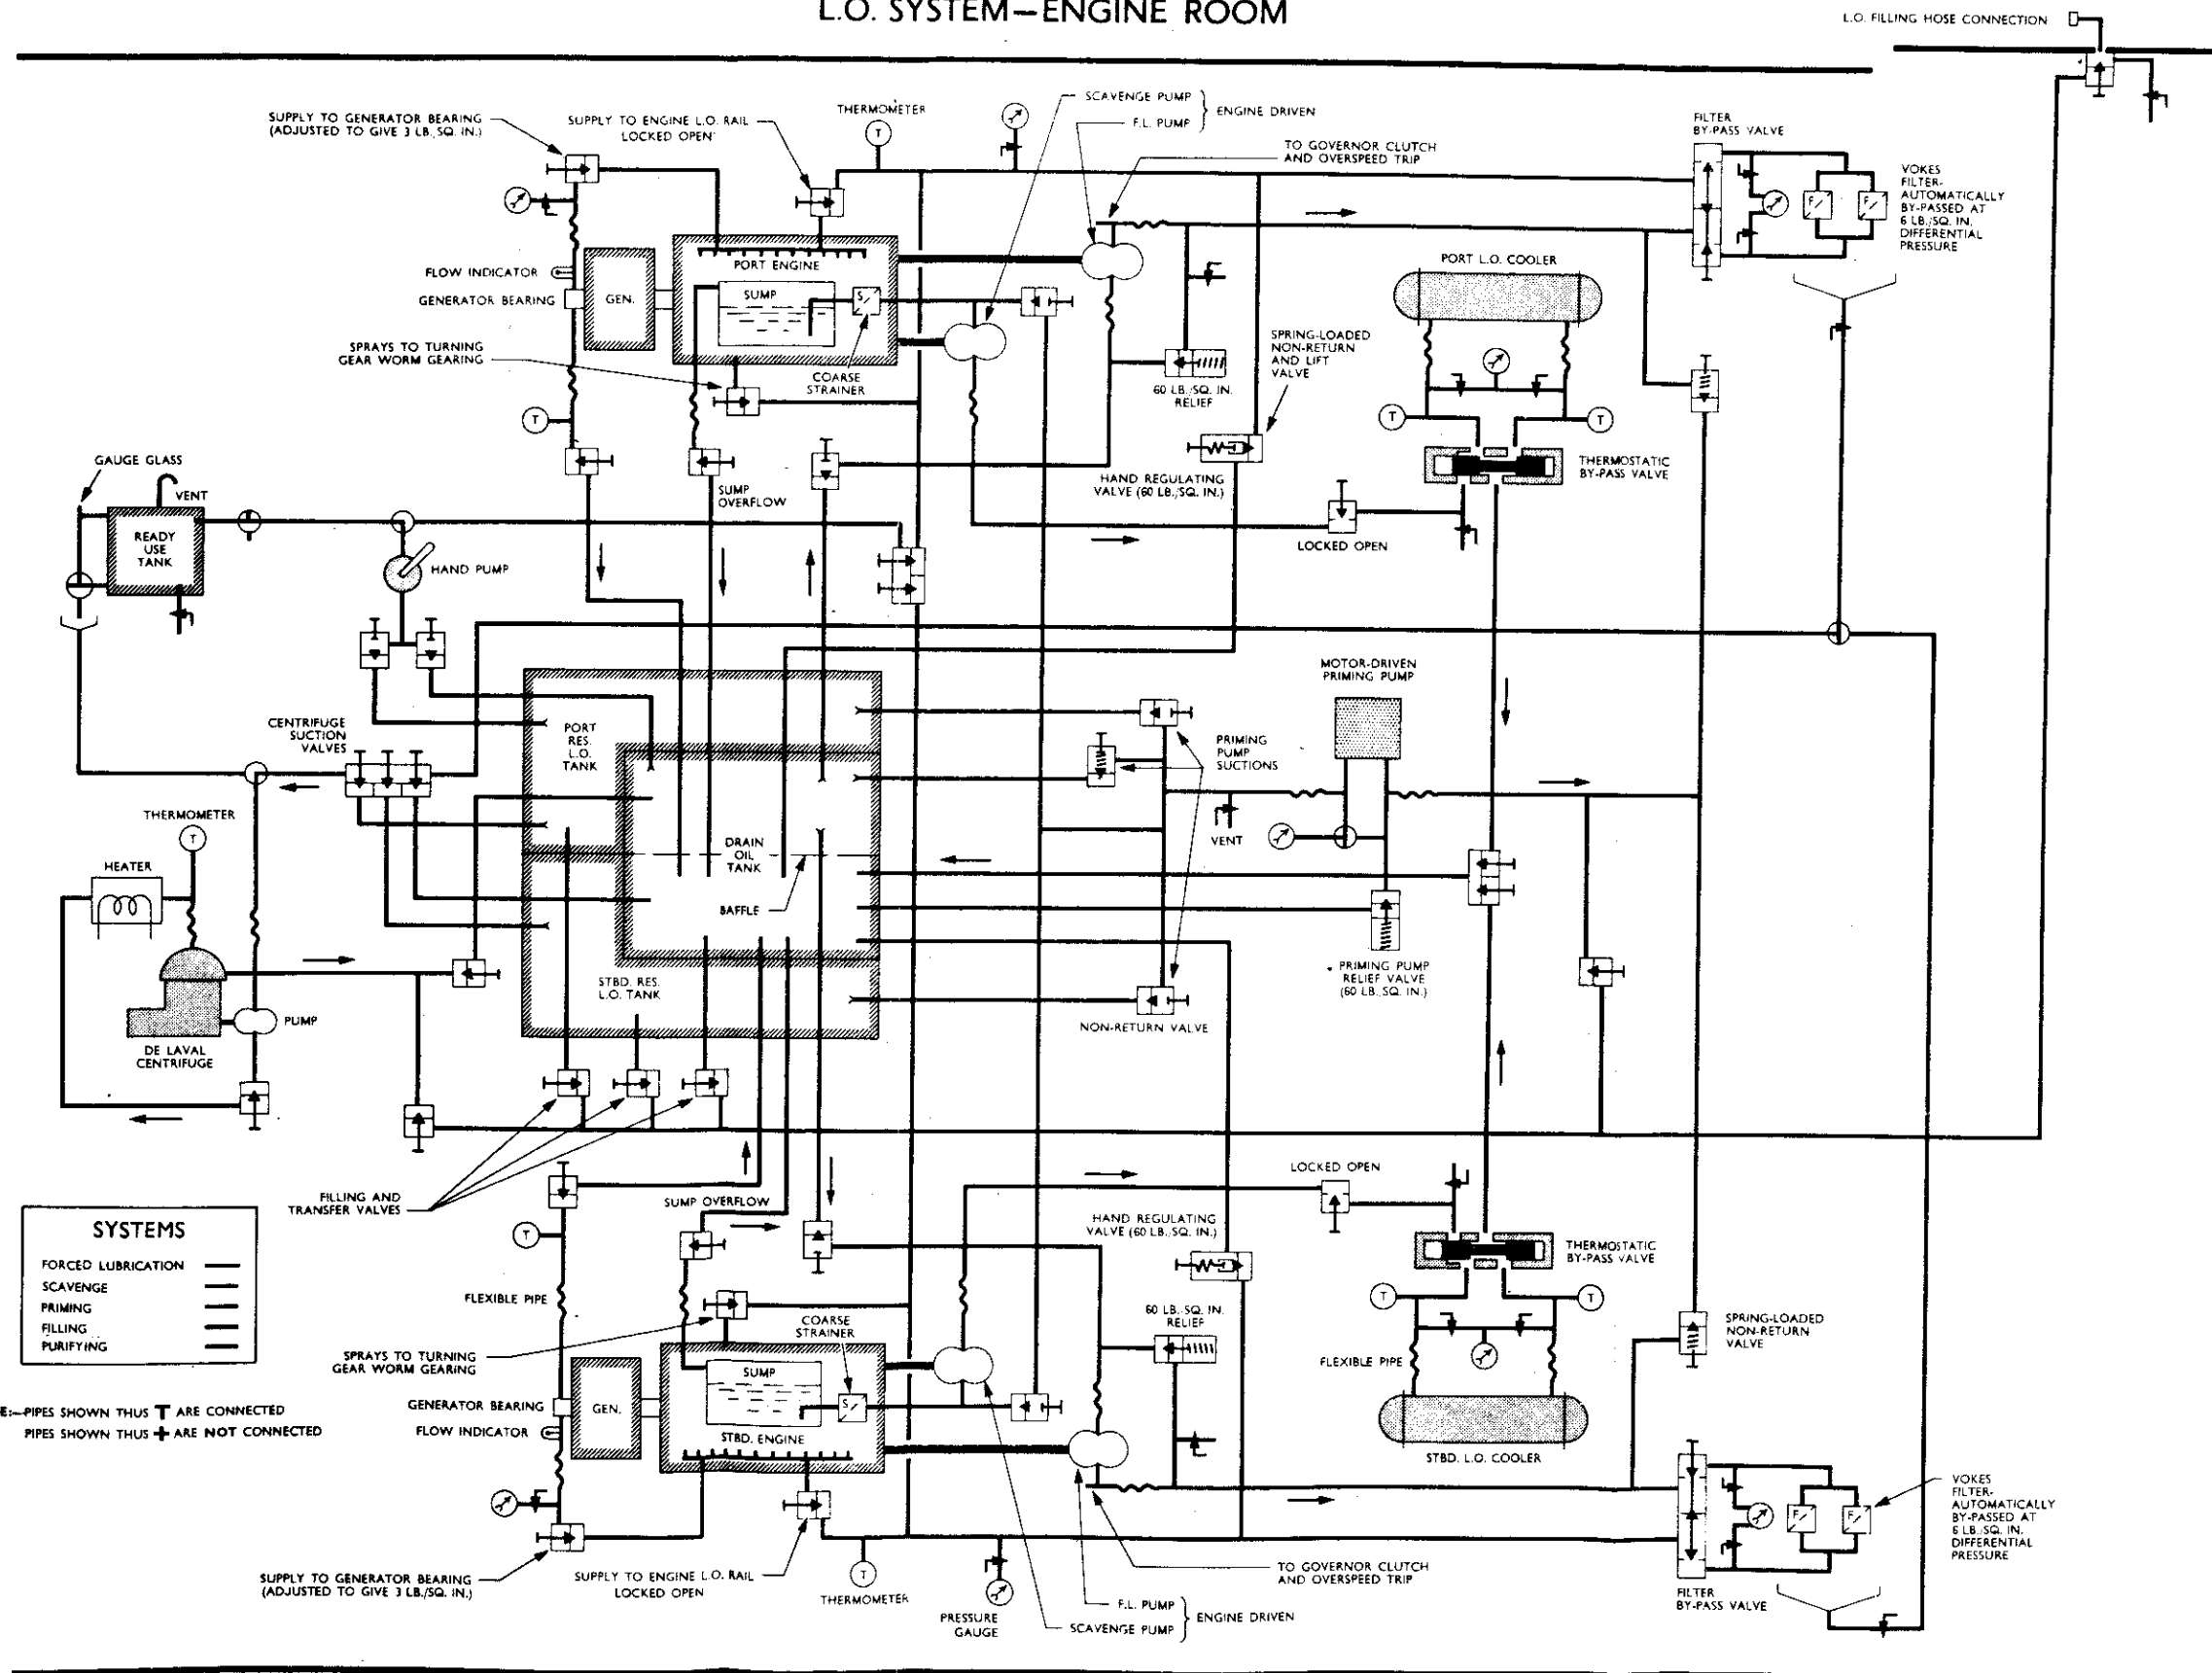 L.O. SYSTEM—ENGINE ROOM
L.O. FILLING HOSE CONNECTION
SUPPLY TO GENERATOR BEARING
(ADJUSTED TO GIVE 3 LB./SQ. IN.)
SUPPLY TO ENGINE L.O. RAIL
LOCKED OPEN
THERMOMETER
T
SCAVENGE PUMP
F.L. PUMP
ENGINE DRIVEN
TO GOVERNOR CLUTCH
AND OVERSPEED TRIP
FILTER
BY-PASS VALVE
VOKES
FILTER-
AUTOMATICALLY
BY-PASSED AT
6 LB./SQ. IN.
DIFFERENTIAL
PRESSURE
F
F
FLOW INDICATOR
GENERATOR BEARING
GEN.
PORT ENGINE
SUMP
S
SPRAYS TO TURNING
GEAR WORM GEARING
COARSE
STRAINER
T
60 LB./SQ. IN.
RELIEF
SPRING-LOADED
NON-RETURN
AND LIFT
VALVE
PORT L.O. COOLER
T
T
THERMOSTATIC
BY-PASS VALVE
HAND REGULATING
VALVE (60 LB./SQ. IN.)
LOCKED OPEN
SUMP
OVERFLOW
GAUGE GLASS
VENT
READY
USE
TANK
HAND PUMP
CENTRIFUGE
SUCTION
VALVES
PORT
RES.
L.O.
TANK
MOTOR-DRIVEN
PRIMING PUMP
PRIMING
PUMP
SUCTIONS
VENT
THERMOMETER
T
HEATER
DRAIN
OIL
TANK
BAFFLE
PUMP
DE LAVAL
CENTRIFUGE
STBD. RES.
L.O. TANK
PRIMING PUMP
RELIEF VALVE
(60 LB./SQ. IN.)
NON-RETURN VALVE
FILLING AND
TRANSFER VALVES
SUMP OVERFLOW
LOCKED OPEN
HAND REGULATING
VALVE (60 LB./SQ. IN.)
THERMOSTATIC
BY-PASS VALVE
T
T
T
SYSTEMS
FORCED LUBRICATION
SCAVENGE
PRIMING
FILLING
PURIFYING
FLEXIBLE PIPE
COARSE
STRAINER
60 LB./SQ. IN.
RELIEF
FLEXIBLE PIPE
SPRING-LOADED
NON-RETURN
VALVE
SPRAYS TO TURNING
GEAR WORM GEARING
GENERATOR BEARING
FLOW INDICATOR
GEN.
SUMP
S
STBD. ENGINE
STBD. L.O. COOLER
E:—PIPES SHOWN THUS T ARE CONNECTED
PIPES SHOWN THUS + ARE NOT CONNECTED
VOKES
FILTER-
AUTOMATICALLY
BY-PASSED AT
6 LB./SQ. IN.
DIFFERENTIAL
PRESSURE
F
F
SUPPLY TO GENERATOR BEARING
(ADJUSTED TO GIVE 3 LB./SQ. IN.)
SUPPLY TO ENGINE L.O. RAIL
LOCKED OPEN
T
THERMOMETER
PRESSURE
GAUGE
TO GOVERNOR CLUTCH
AND OVERSPEED TRIP
F.L. PUMP
SCAVENGE PUMP
ENGINE DRIVEN
FILTER
BY-PASS VALVE